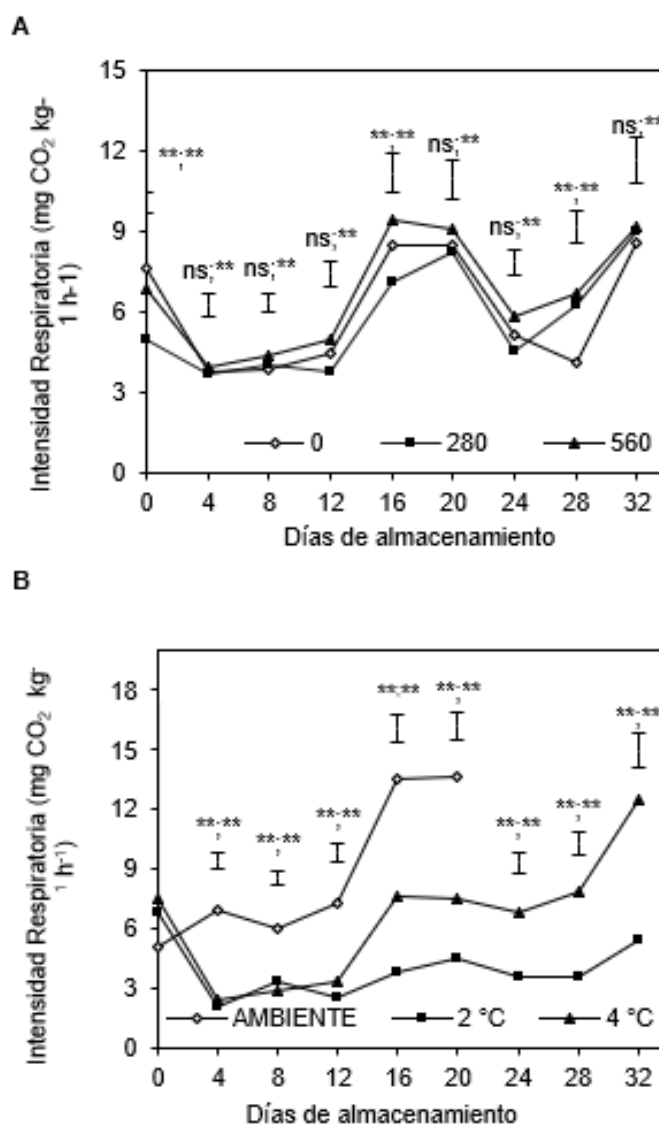 A
Intensidad Respiratoria (mg CO₂ kg-
1 h-1)
15
12
9
6
3
0
**;**
ns;**
ns;**
ns;**
**;**
ns;**
ns;**
**;**
ns;**
0
280
560
0 4 8 12 16 20 24 28 32
Días de almacenamiento
B
Intensidad Respiratoria (mg CO₂ kg-
¹ h-¹)
18
15
12
9
6
3
0
**;**
**;**
**;**
**;**
**;**
**;**
**;**
**;**
AMBIENTE
2 °C
4 °C
0 4 8 12 16 20 24 28 32
Días de almacenamiento